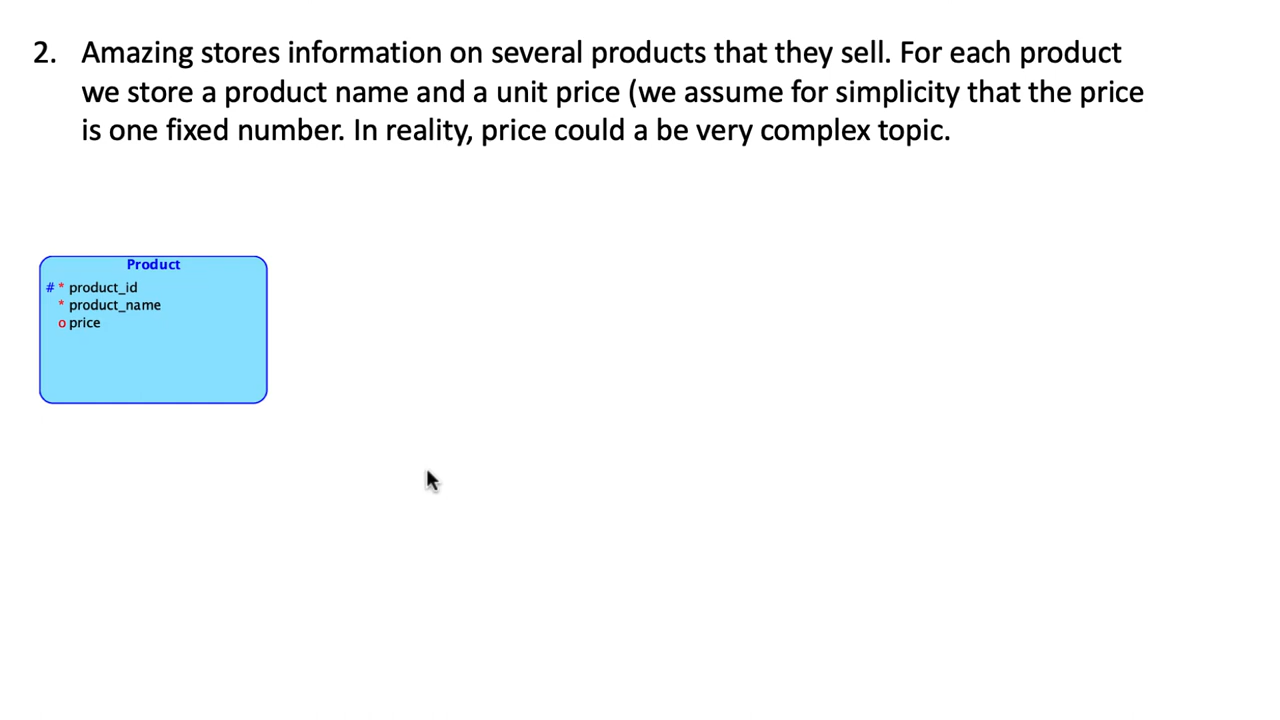 2. Amazing stores information on several products that they sell. For each product
we store a product name and a unit price (we assume for simplicity that the price
is one fixed number. In reality, price could a be very complex topic.
Product
# * product_id
* product_name
o price